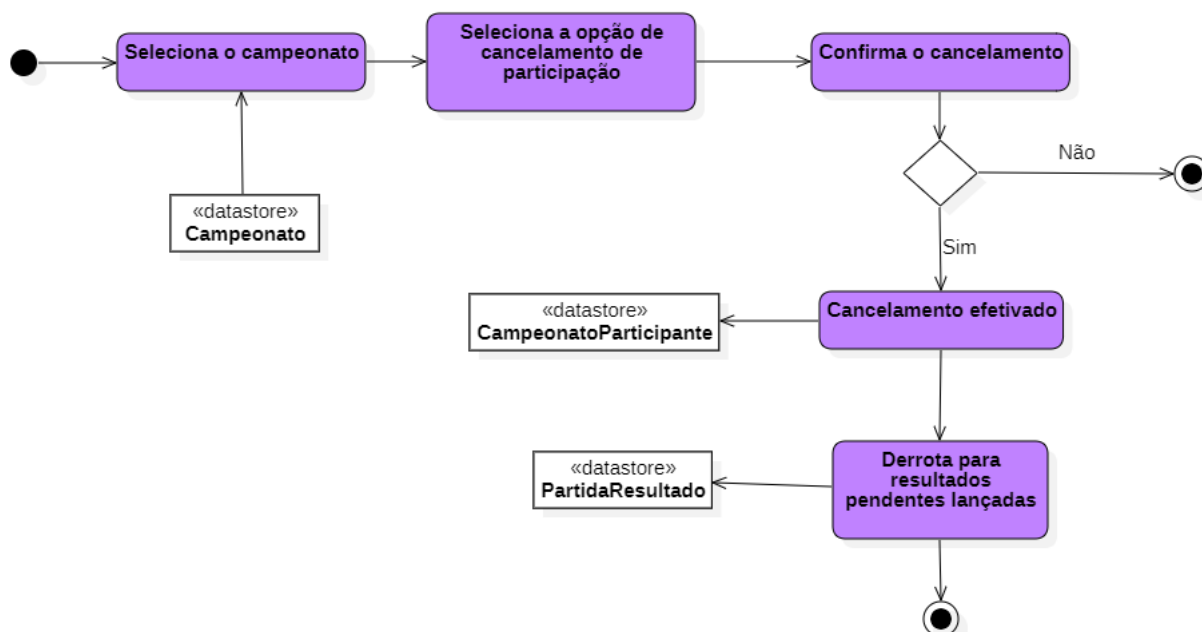 Seleciona o campeonato
Seleciona a opção de
cancelamento de
participação
Confirma o cancelamento
Não
«datastore»
Campeonato
Sim
«datastore»
CampeonatoParticipante
Cancelamento efetivado
«datastore»
PartidaResultado
Derrota para
resultados
pendentes lançadas